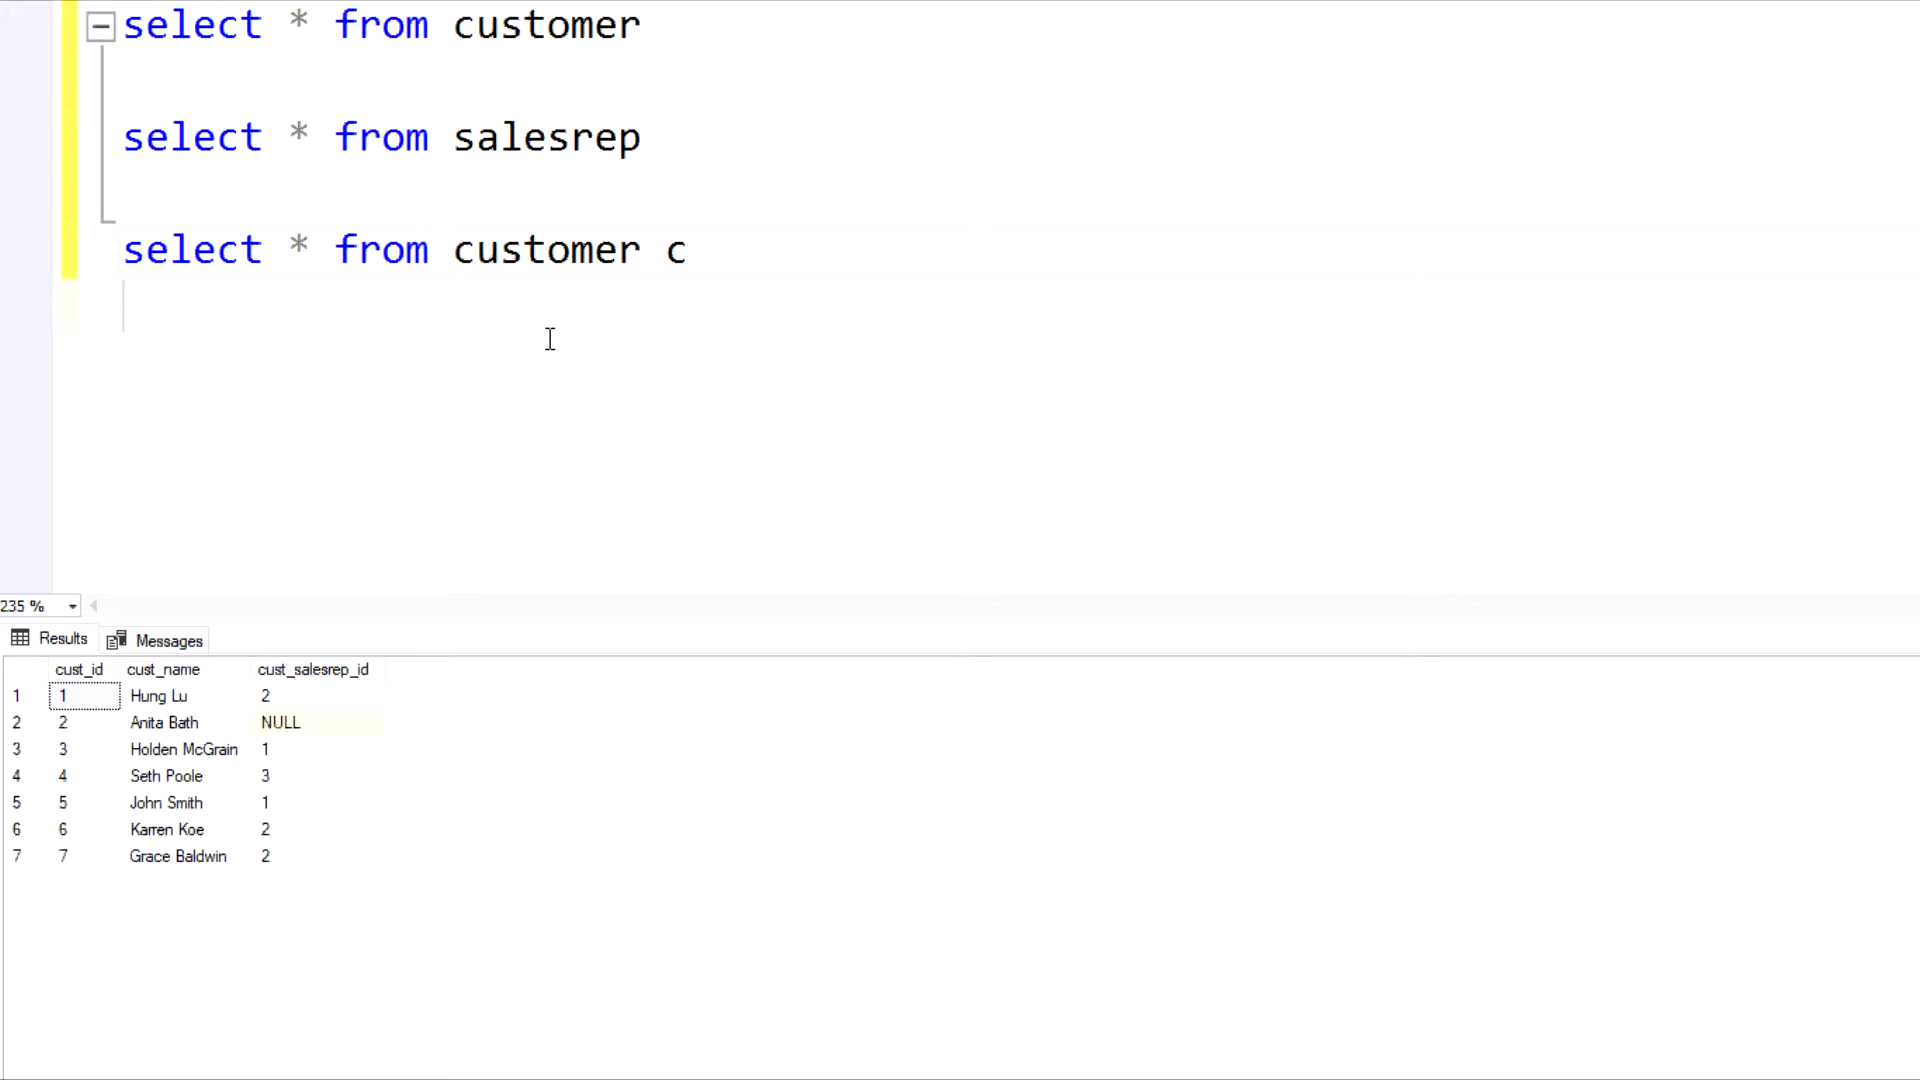 select * from customer
select * from salesrep
select * from customer c
235 %
Results Messages
cust_id cust_name cust_salesrep_id
1 1 Hung Lu 2
2 2 Anita Bath NULL
3 3 Holden McGrain 1
4 4 Seth Poole 3
5 5 John Smith 1
6 6 Karren Koe 2
7 7 Grace Baldwin 2